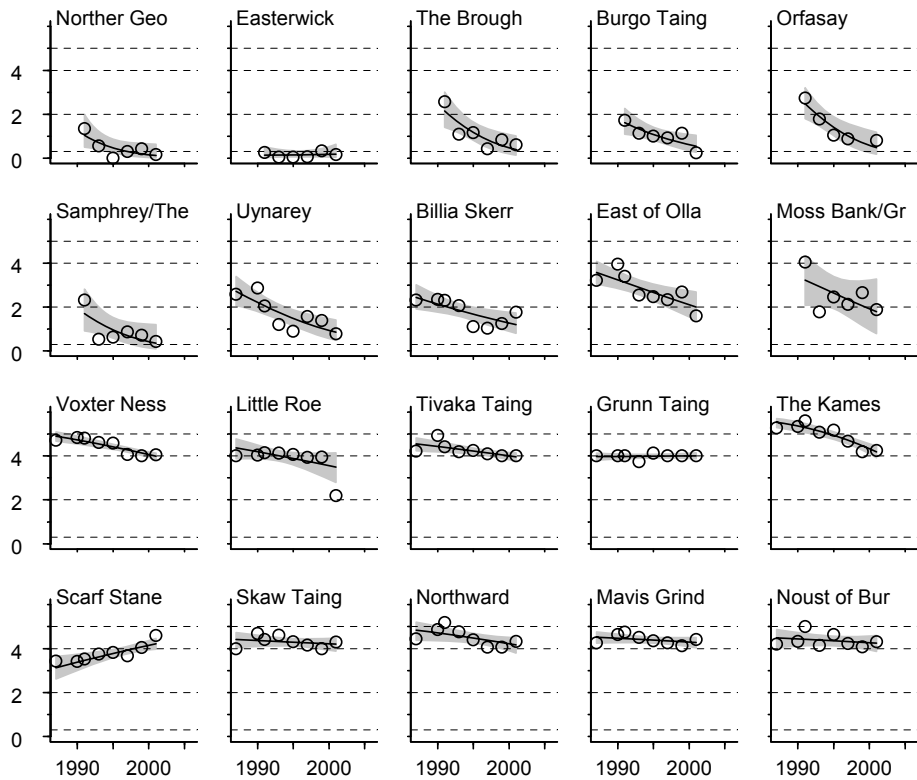 Norther Geo Easterwick The Brough Burgo Taing Orfasay
4
2
0
Samphrey/The Uynarey Billia Skerr East of Olla Moss Bank/Gr
4
2
0
Voxter Ness Little Roe Tivaka Taing Grunn Taing The Kames
4
2
0
Scarf Stane Skaw Taing Northward Mavis Grind Noust of Bur
4
2
0
1990 2000 1990 2000 1990 2000 1990 2000 1990 2000